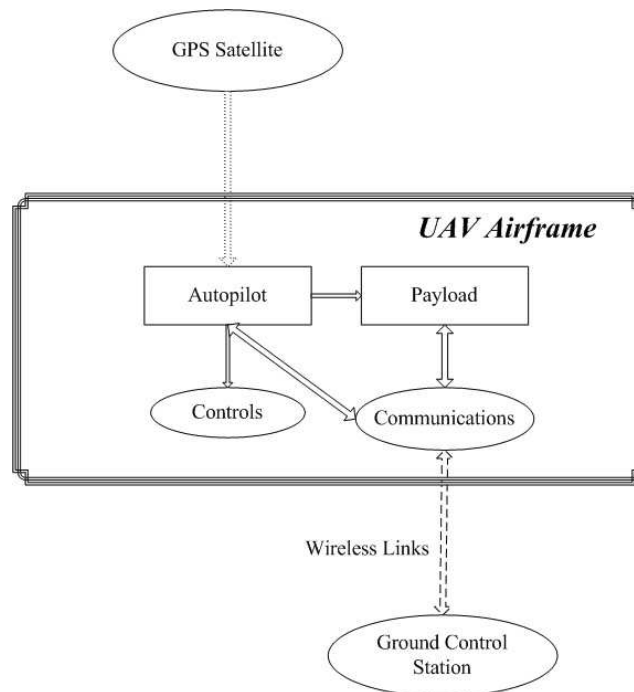 GPS Satellite
UAV Airframe
Autopilot
Payload
Controls
Communications
Wireless Links
Ground Control
Station